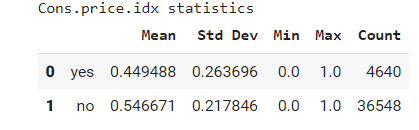 Cons.price.idx statistics
Mean Std Dev Min Max Count
0 yes 0.449488 0.263696 0.0 1.0 4640
1 no 0.546671 0.217846 0.0 1.0 36548